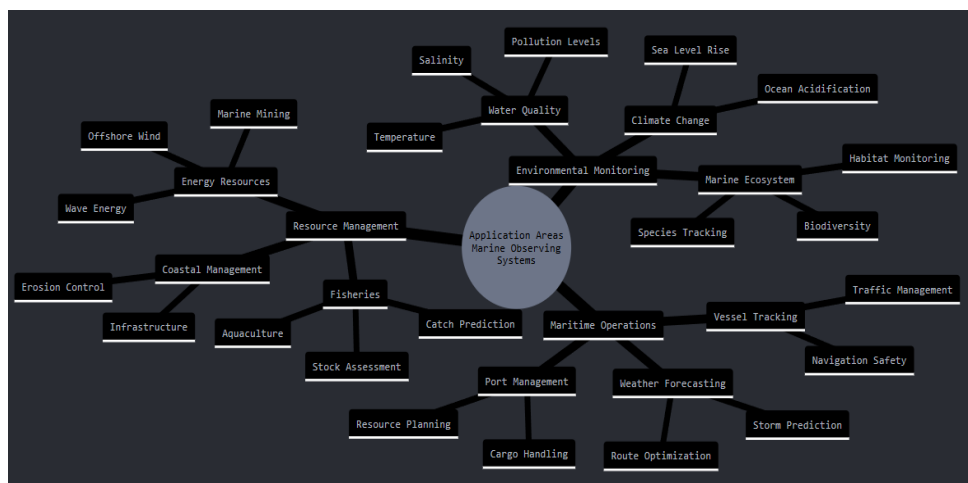 Pollution Levels
Sea Level Rise
Salinity
Ocean Acidification
Water Quality
Marine Mining
Climate Change
Offshore Wind
Temperature
Habitat Monitoring
Environmental Monitoring
Energy Resources
Marine Ecosystem
Wave Energy
Resource Management
Biodiversity
Species Tracking
Application Areas
Marine Observing
Systems
Coastal Management
Erosion Control
Traffic Management
Fisheries
Vessel Tracking
Infrastructure
Catch Prediction
Maritime Operations
Aquaculture
Navigation Safety
Stock Assessment
Port Management
Weather Forecasting
Resource Planning
Storm Prediction
Cargo Handling
Route Optimization